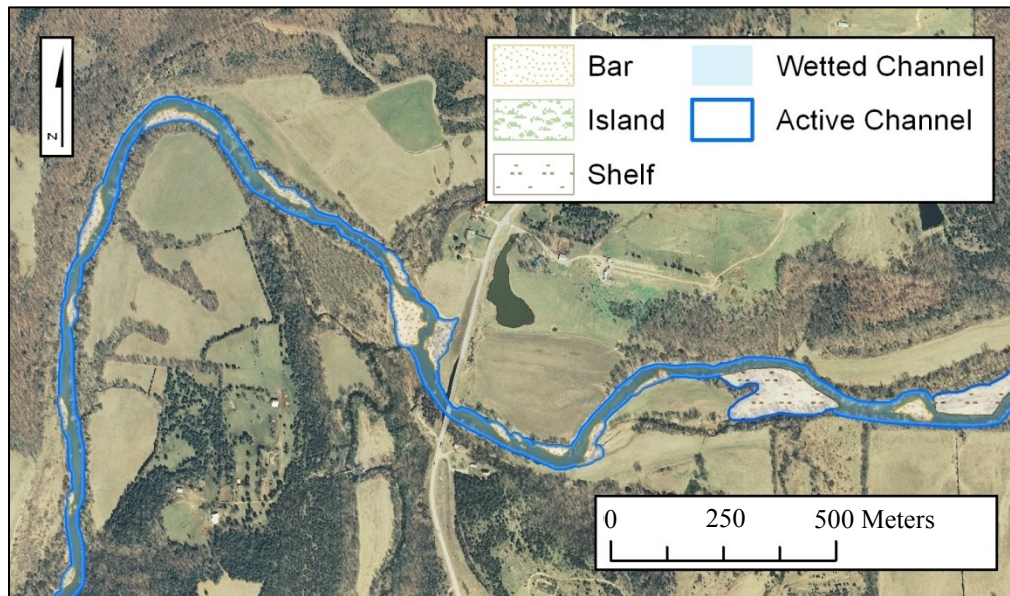 N
Bar
Wetted Channel
Island
Active Channel
Shelf
0 250 500 Meters